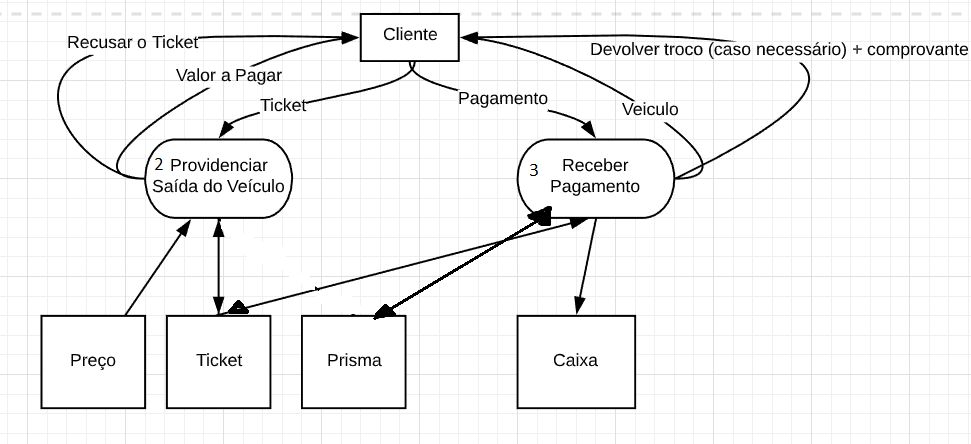 Cliente
Recusar o Ticket
Devolver troco (caso necessário) + comprovante
Valor a Pagar
Ticket
Pagamento
Veiculo
2 Providenciar
Saída do Veículo
3 Receber
Pagamento
Preço
Ticket
Prisma
Caixa